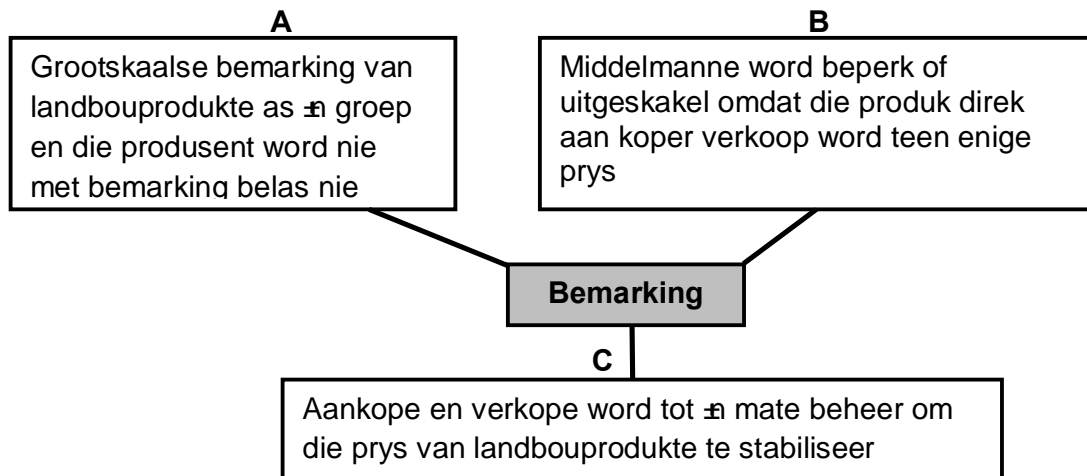 A
Grootskaalse bemarking van
landbouprodukte as ₤n groep
en die produsent word nie
met bemarking belas nie
B
Middelmanne word beperk of
uitgeskakel omdat die produk direk
aan koper verkoop word teen enige
prys
Bemarking
C
Aankope en verkope word tot ₤n mate beheer om
die prys van landbouprodukte te stabiliseer